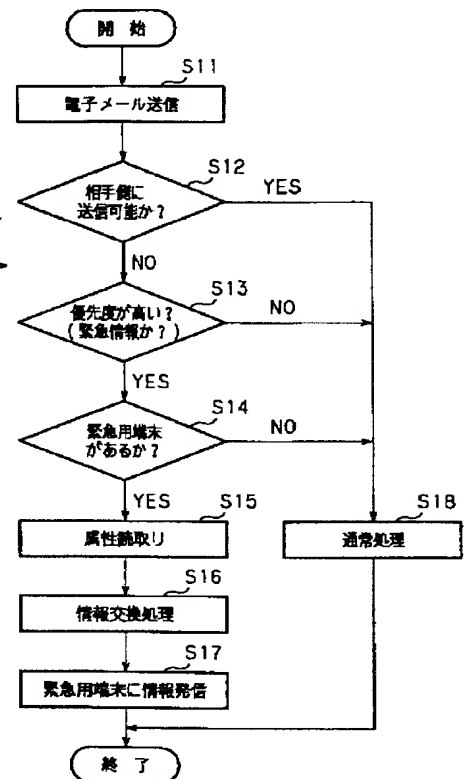 開 始
S11
電子メール送信
S12
相手側に
送信可能か?
YES
NO
S13
優先度が高い?
(緊急情報か?)
NO
YES
S14
緊急用端末
があるか?
NO
YES
S15
属性読取り
S18
通常処理
S16
情報交換処理
S17
緊急用端末に情報発信
終 了